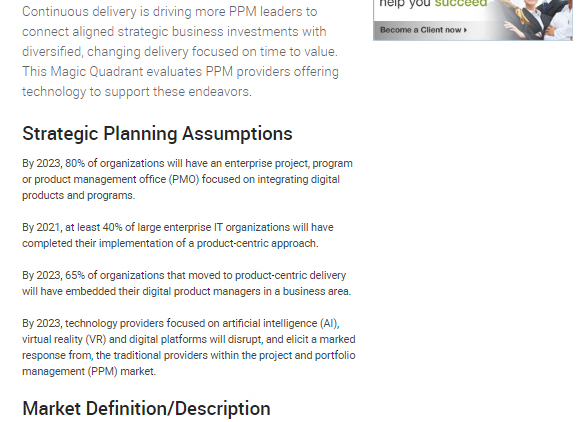 Continuous delivery is driving more PPM leaders to
connect aligned strategic business investments with
diversified, changing delivery focused on time to value.
This Magic Quadrant evaluates PPM providers offering
technology to support these endeavors.
Strategic Planning Assumptions
By 2023, 80% of organizations will have an enterprise project, program
or product management office (PMO) focused on integrating digital
products and programs.
By 2021, at least 40% of large enterprise IT organizations will have
completed their implementation of a product-centric approach.
By 2023, 65% of organizations that moved to product-centric delivery
will have embedded their digital product managers in a business area.
By 2023, technology providers focused on artificial intelligence (AI),
virtual reality (VR) and digital platforms will disrupt, and elicit a marked
response from, the traditional providers within the project and portfolio
management (PPM) market.
Market Definition/Description
help you succeed
Become a Client now